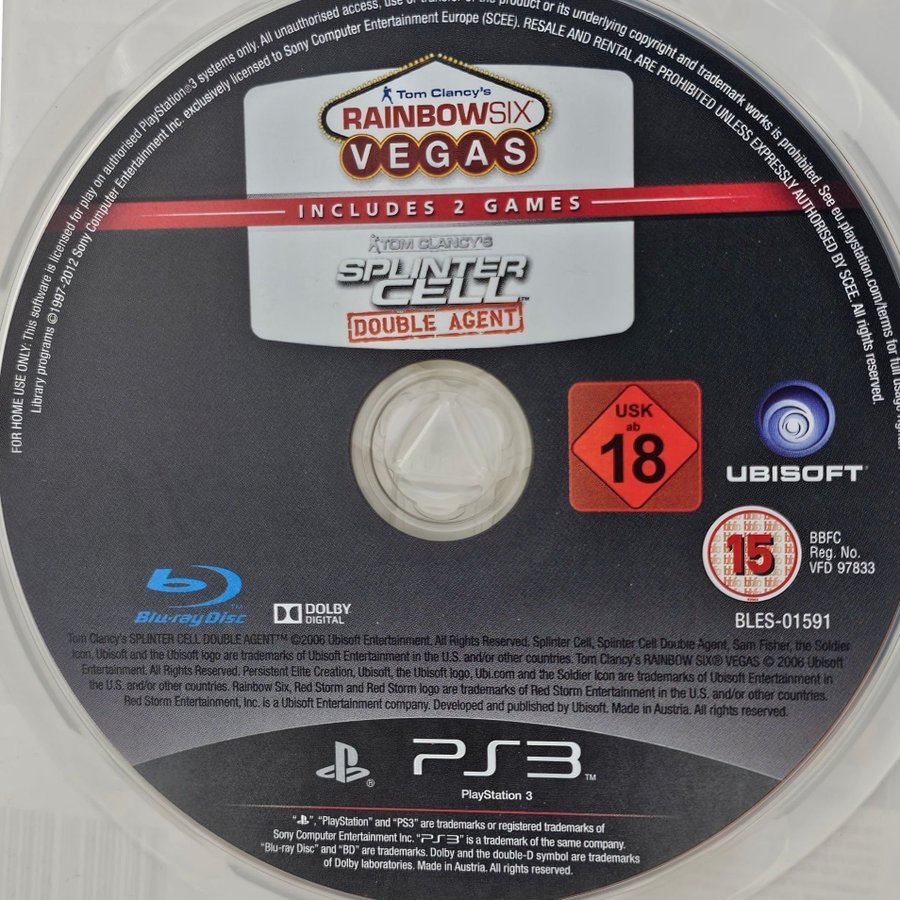 FOR HOME USE ONLY: This software is licensed for play on authorised PlayStation®3 systems only. All unauthorised access, use or transfer of the product or its underlying copyright and trademark works is prohibited. See eu.playstation.com/terms for full usage
Library programs ©1997-2012 Sony Computer Entertainment Inc. exclusively licensed to Sony Computer Entertainment Europe (SCEE). RESALE AND RENTAL ARE PROHIBITED UNLESS EXPRESSLY AUTHORISED BY SCEE. All rights reserved.
Tom Clancy's
RAINBOWSIX
VEGAS
INCLUDES 2 GAMES
TOM CLANCY'S
SPLINTER
CELL™
DOUBLE AGENT
USK
ab
18
UBISOFT
bbfc
15
BBFC
Reg. No.
VFD 97833
BLES-01591
Blu-ray Disc™
DOLBY
DIGITAL
Tom Clancy's SPLINTER CELL DOUBLE AGENT™ ©2006 Ubisoft Entertainment. All Rights Reserved. Splinter Cell, Splinter Cell Double Agent, Sam Fisher, the Soldier
Icon, Ubisoft, and the Ubisoft logo are trademarks of Ubisoft Entertainment in the U.S. and/or other countries. Tom Clancy's RAINBOW SIX® VEGAS © 2006 Ubisoft
Entertainment. All Rights Reserved. Persistent Elite Creation, Ubisoft, the Ubisoft logo, Ubi.com and the Soldier Icon are trademarks of Ubisoft Entertainment in
the U.S. and/or other countries. Rainbow Six, Red Storm and Red Storm logo are trademarks of Red Storm Entertainment in the U.S. and/or other countries.
Red Storm Entertainment, Inc. is a Ubisoft Entertainment company. Developed and published by Ubisoft. Made in Austria. All rights reserved.
® PS3™
PlayStation 3
“ ”, “PlayStation” and “PS3” are trademarks or registered trademarks of
Sony Computer Entertainment Inc. “PS3” is a trademark of the same company.
“Blu-ray Disc” and “BD” are trademarks. Dolby and the double-D symbol are trademarks
of Dolby laboratories. Made in Austria. All rights reserved.